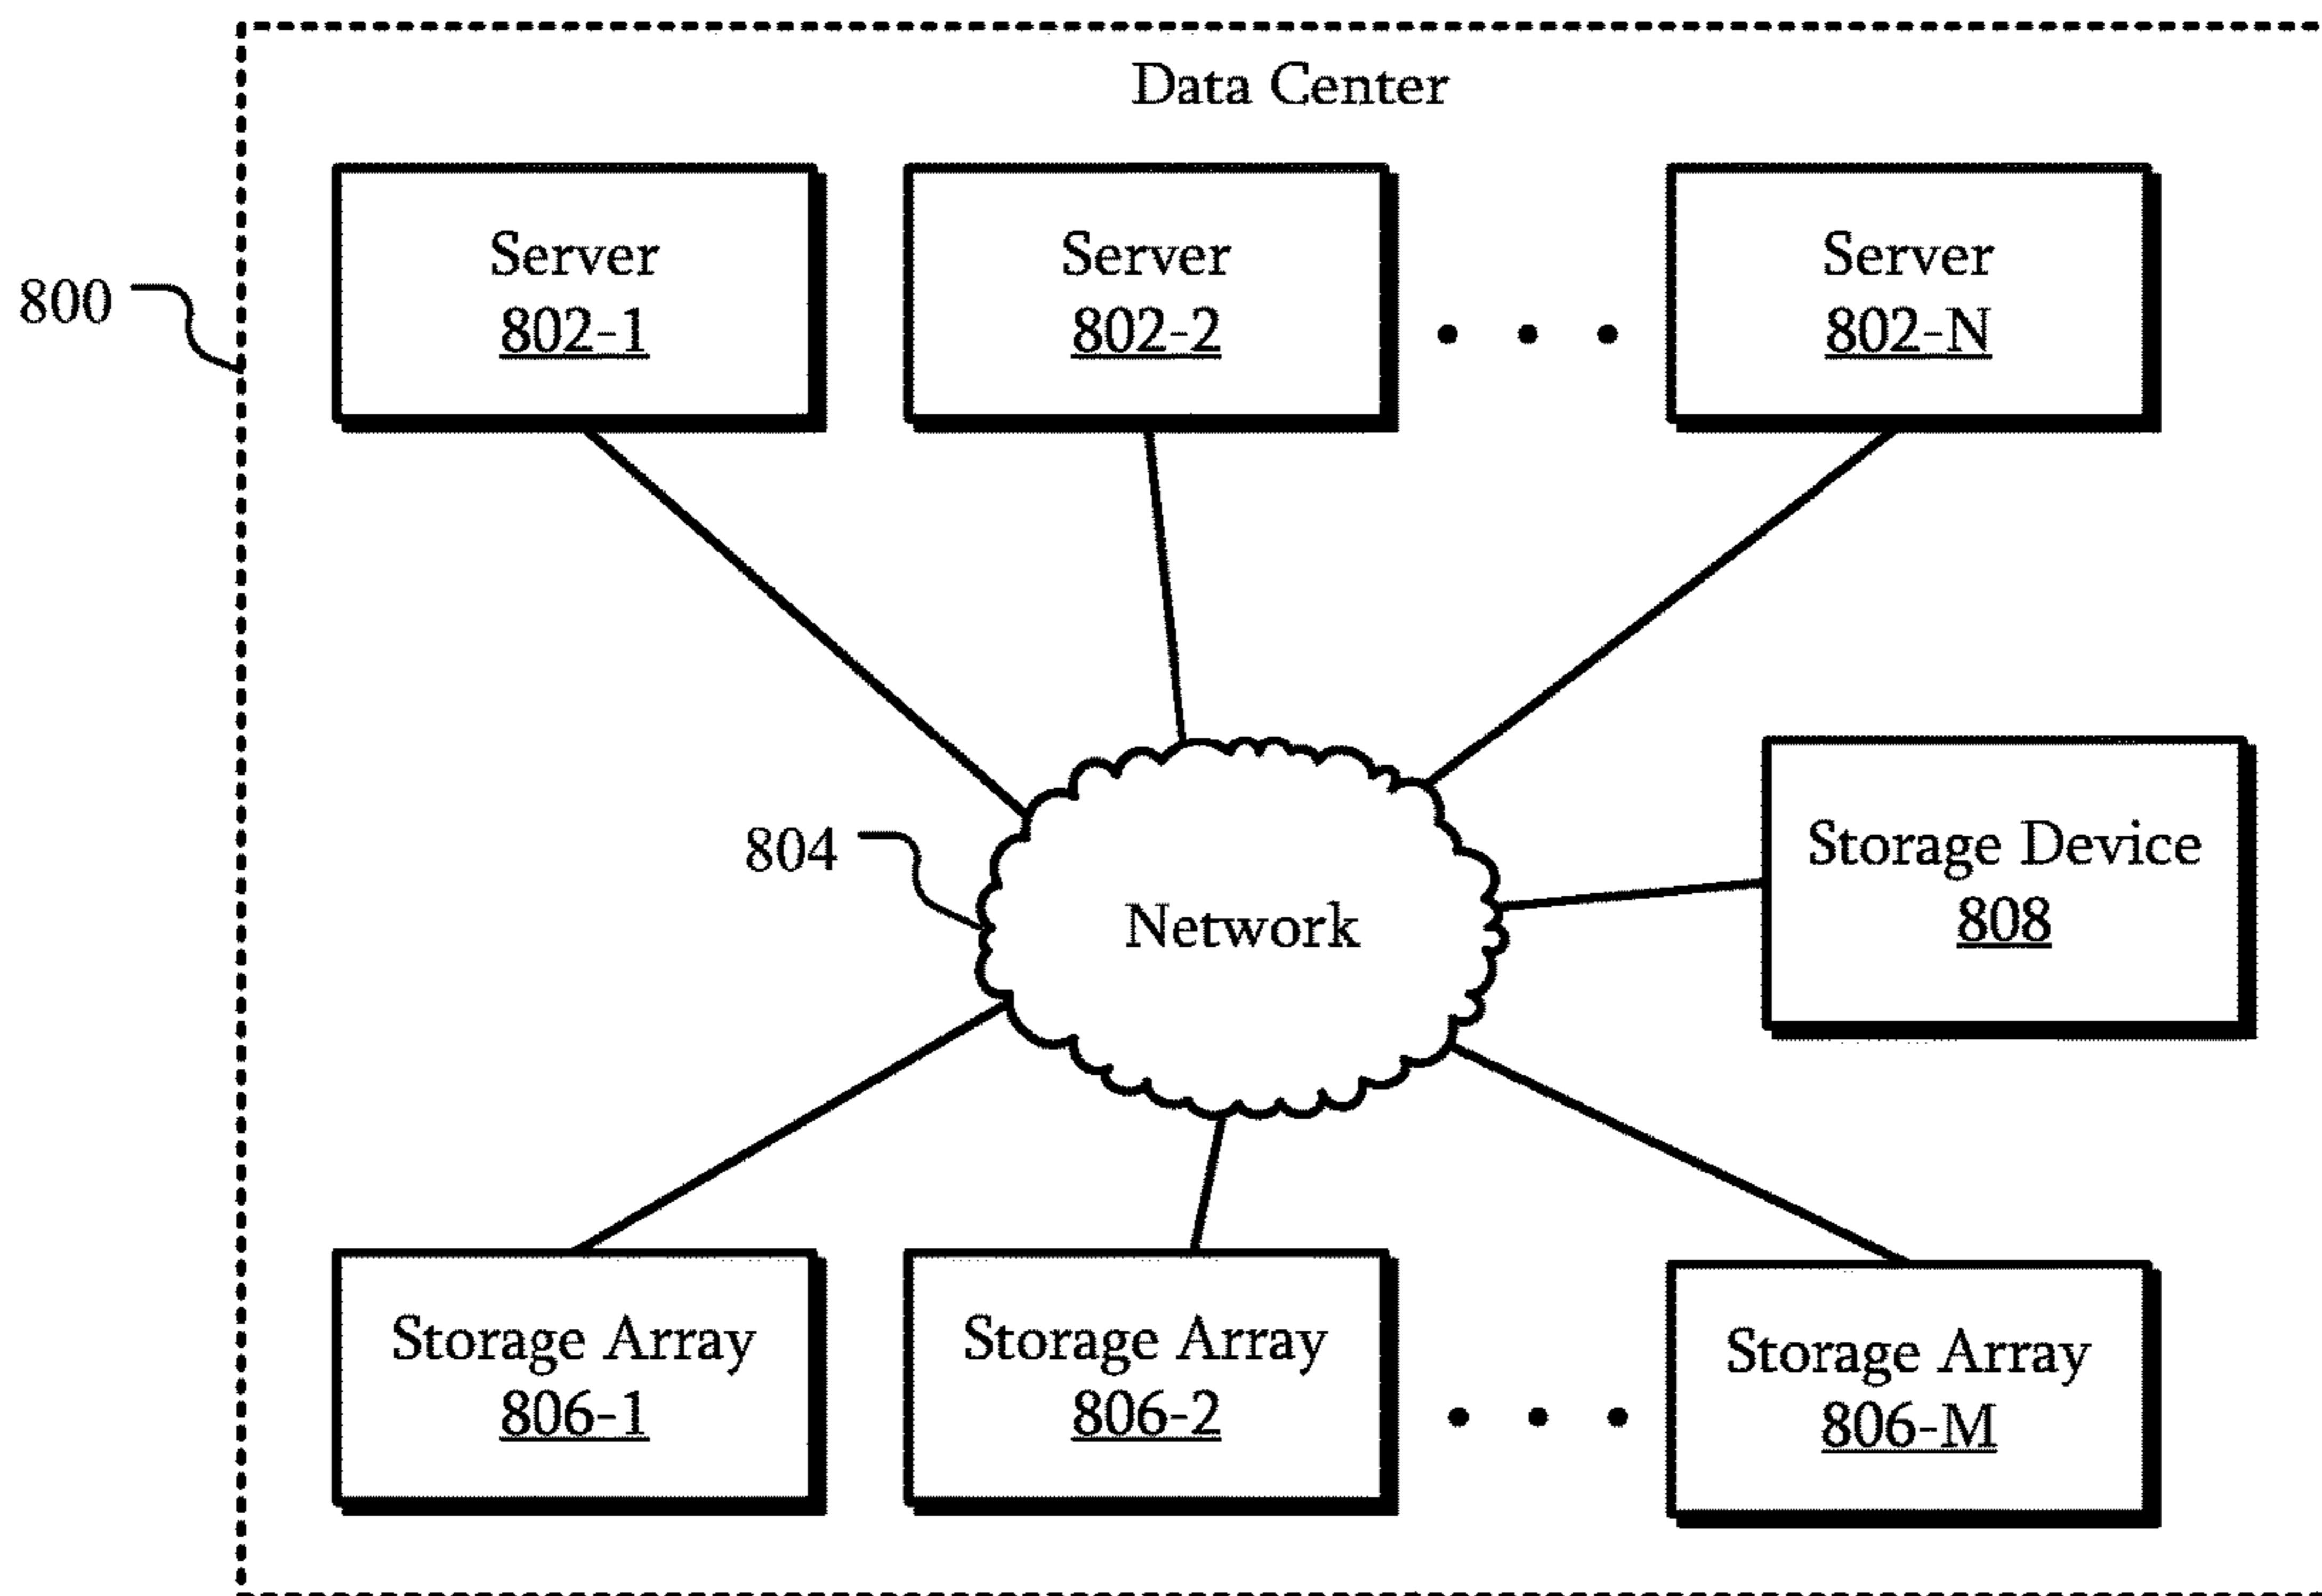 Data Center
Server
802-1
Server
802-2
Server
802-N
800
Storage Device
808
804
Network
Storage Array
806-1
Storage Array
806-2
Storage Array
806-M